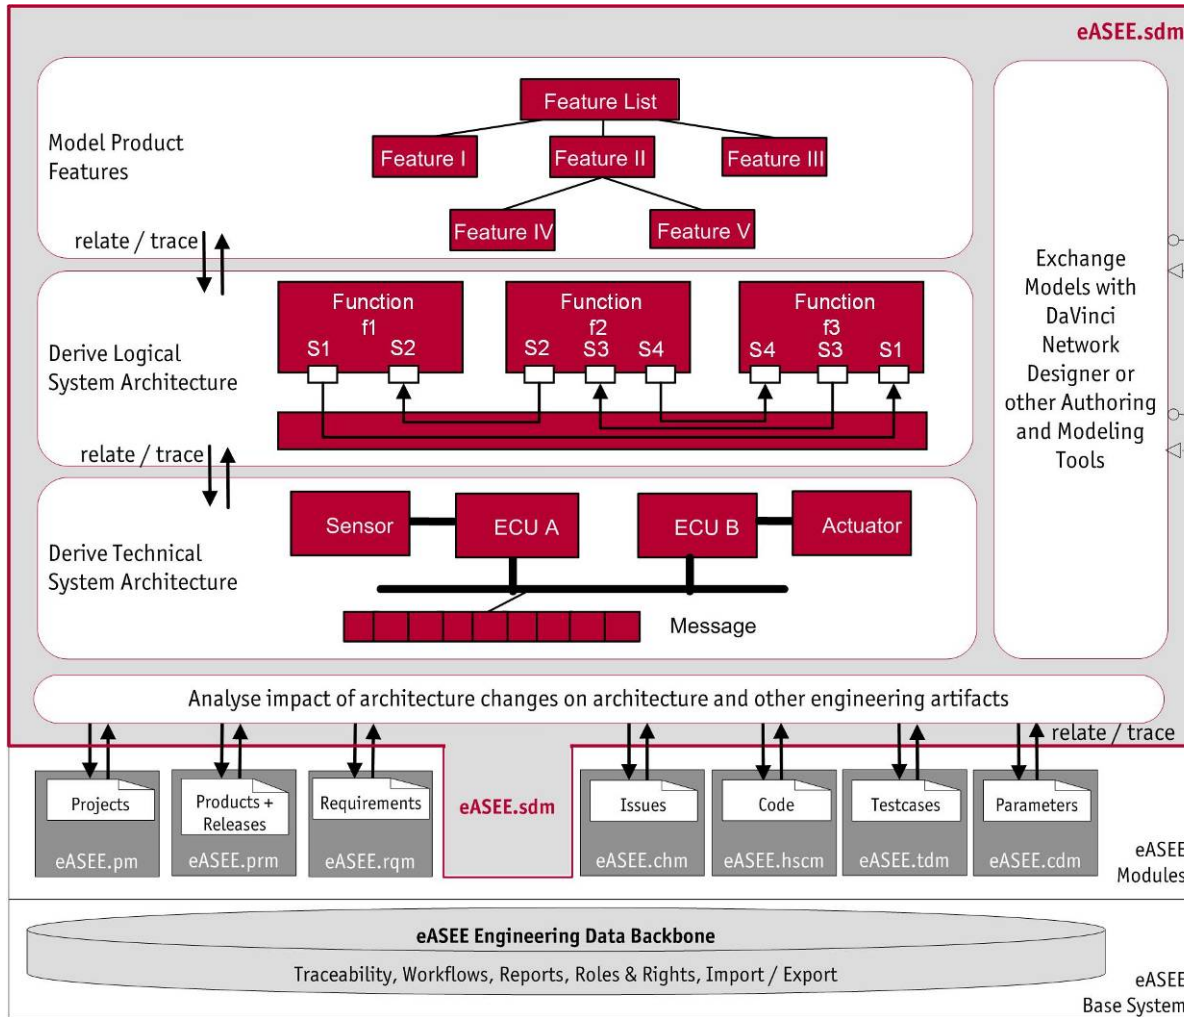 eASEE.sdm
Model Product
Features
Feature List
Feature I
Feature II
Feature III
Feature IV
Feature V
relate / trace
Derive Logical
System Architecture
Function
f1
S1
S2
Function
f2
S2
S3
S4
Function
f3
S4
S3
S1
relate / trace
Derive Technical
System Architecture
Sensor
ECU A
ECU B
Actuator
Message
Exchange
Models with
DaVinci
Network
Designer or
other Authoring
and Modeling
Tools
Analyse impact of architecture changes on architecture and other engineering artifacts
relate / trace
Projects
eASEE.pm
Products +
Releases
eASEE.prm
Requirements
eASEE.rqm
eASEE.sdm
Issues
eASEE.chm
Code
eASEE.hscm
Testcases
eASEE.tdm
Parameters
eASEE.cdm
eASEE
Modules
eASEE Engineering Data Backbone
Traceability, Workflows, Reports, Roles & Rights, Import / Export
eASEE
Base System